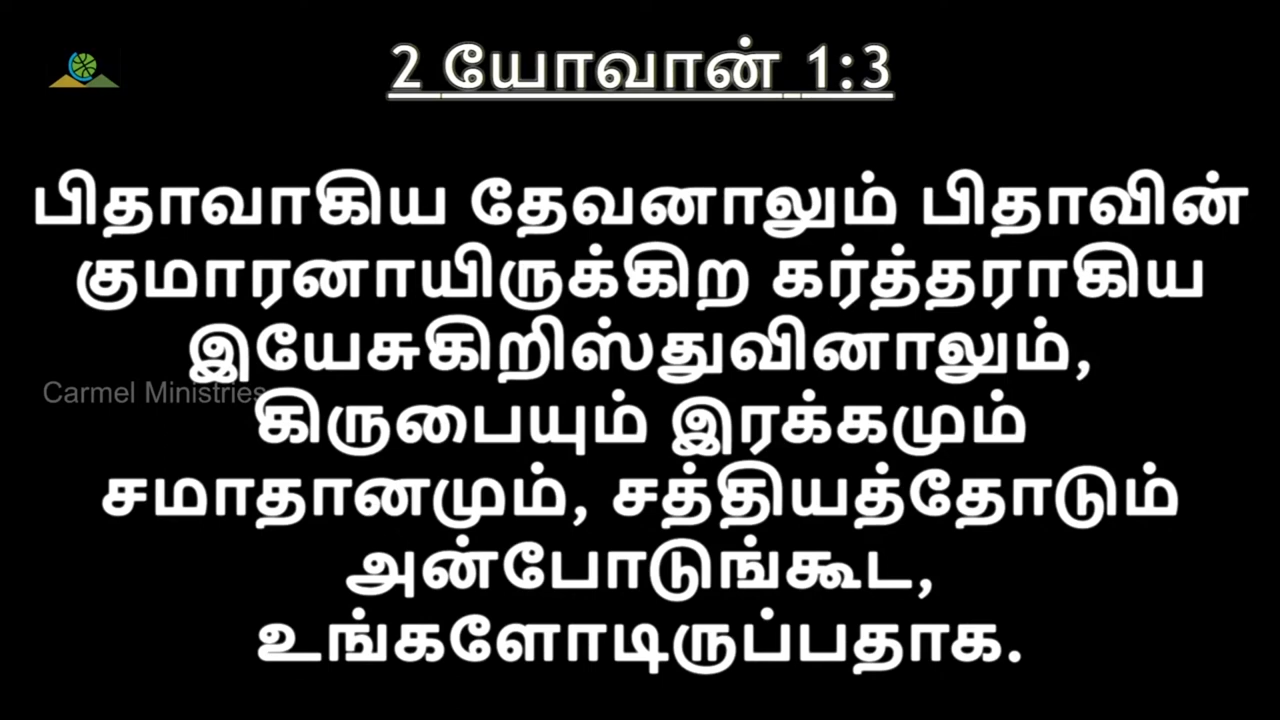 2 யோவான் 1:3
பிதாவாகிய தேவனாலும் பிதாவின்
குமாரனாயிருக்கிற கர்த்தராகிய
இயேசுகிறிஸ்துவினாலும்,
Carmel Ministries
கிருபையும் இரக்கமும்
சமாதானமும், சத்தியத்தோடும்
அன்போடுங்கூட,
உங்களோடிருப்பதாக.